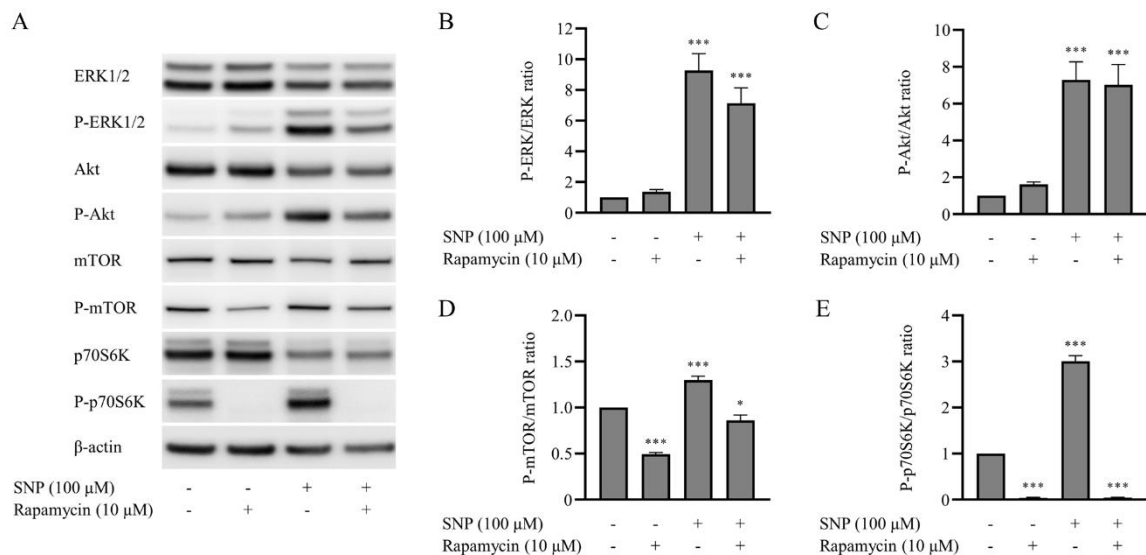 A
ERK1/2
P-ERK1/2
Akt
P-Akt
mTOR
P-mTOR
p70S6K
P-p70S6K
β-actin
SNP (100 μM) - - + +
Rapamycin (10 μM) - + - +
B
P-ERK/ERK ratio
12
10
8
6
4
2
0
***
***
SNP (100 μM) - - + +
Rapamycin (10 μM) - + - +
C
P-Akt/Akt ratio
10
8
6
4
2
0
***
***
SNP (100 μM) - - + +
Rapamycin (10 μM) - + - +
D
P-mTOR/mTOR ratio
2.0
1.5
1.0
0.5
0.0
***
***
*
SNP (100 μM) - - + +
Rapamycin (10 μM) - + - +
E
P-p70S6K/p70S6K ratio
4
3
2
1
0
***
***
***
SNP (100 μM) - - + +
Rapamycin (10 μM) - + - +